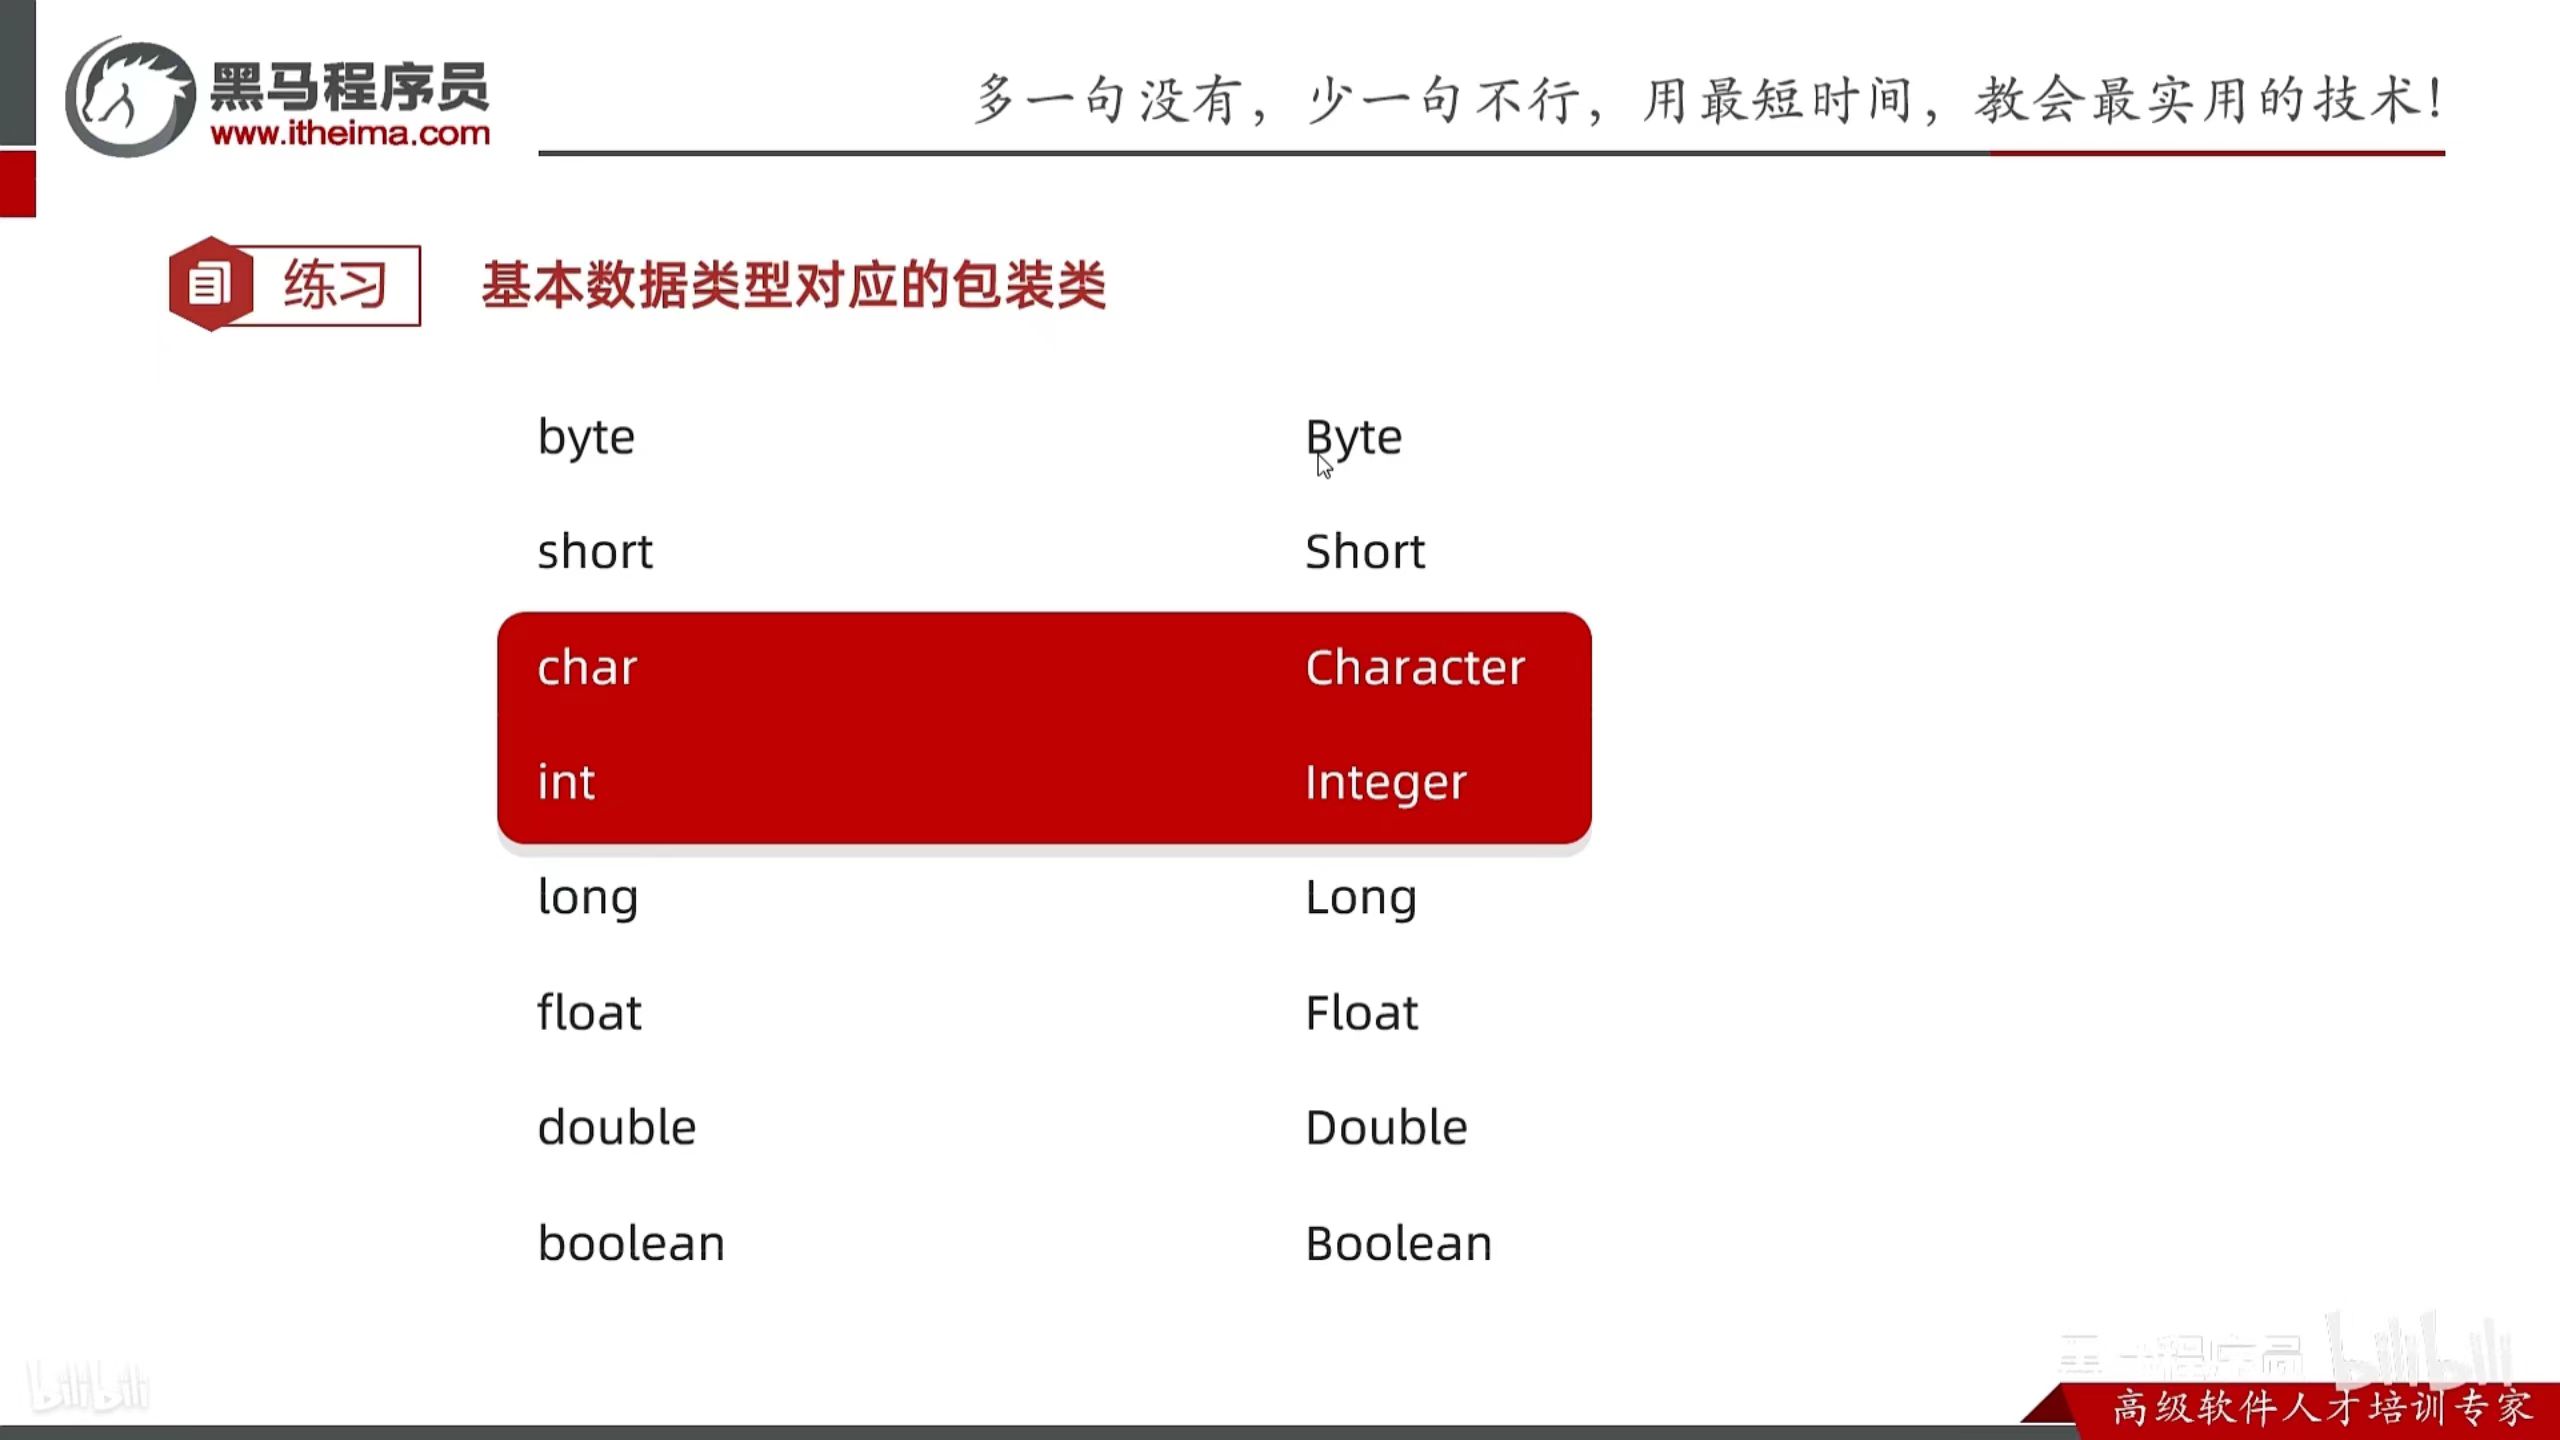 黑马程序员
www.itheima.com
多一句没有，少一句不行，用最短时间，教会最实用的技术！
练习
基本数据类型对应的包装类
byte Byte
short Short
char Character
int Integer
long Long
float Float
double Double
boolean Boolean
黑马程序员 bilibili
bilibili
高级软件人才培训专家